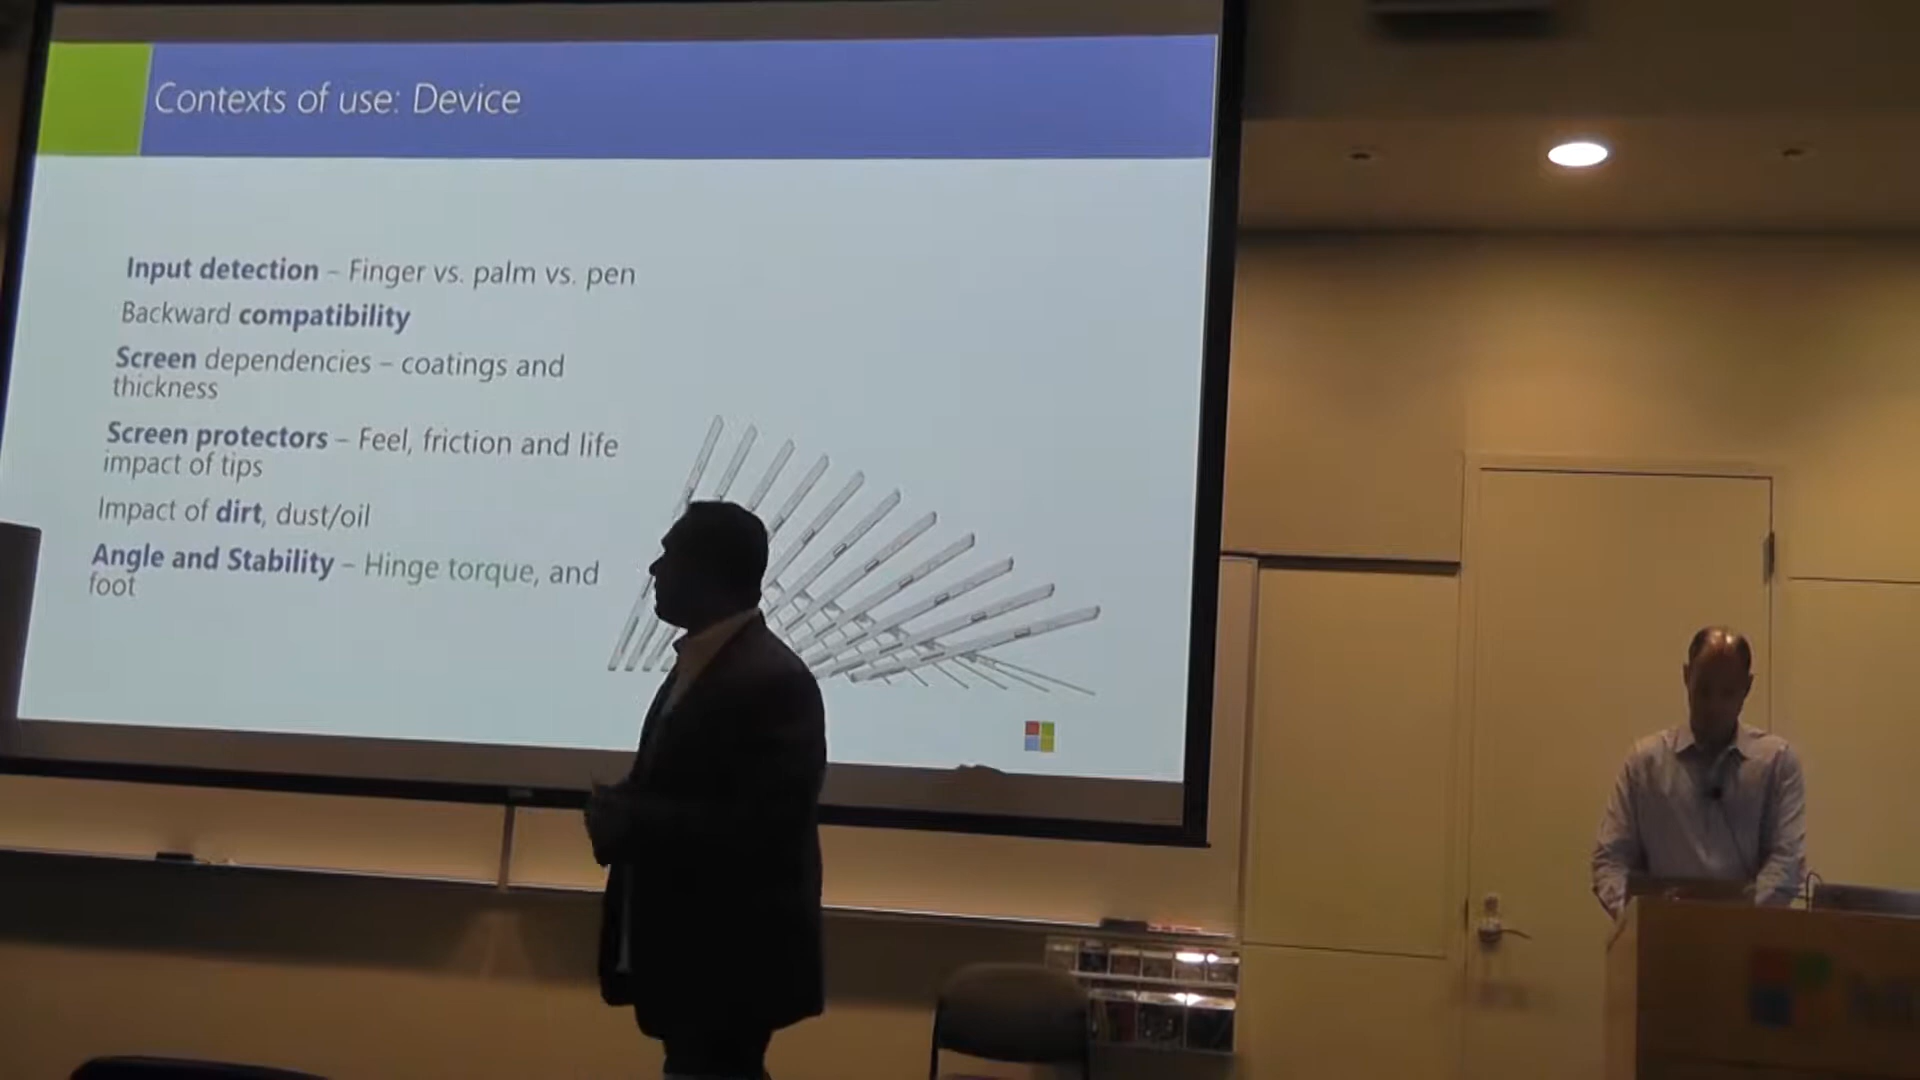 Contexts of use: Device
Input detection – Finger vs. palm vs. pen
Backward compatibility
Screen dependencies – coatings and
thickness
Screen protectors – Feel, friction and life
impact of tips
Impact of dirt, dust/oil
Angle and Stability – Hinge torque, and
foot